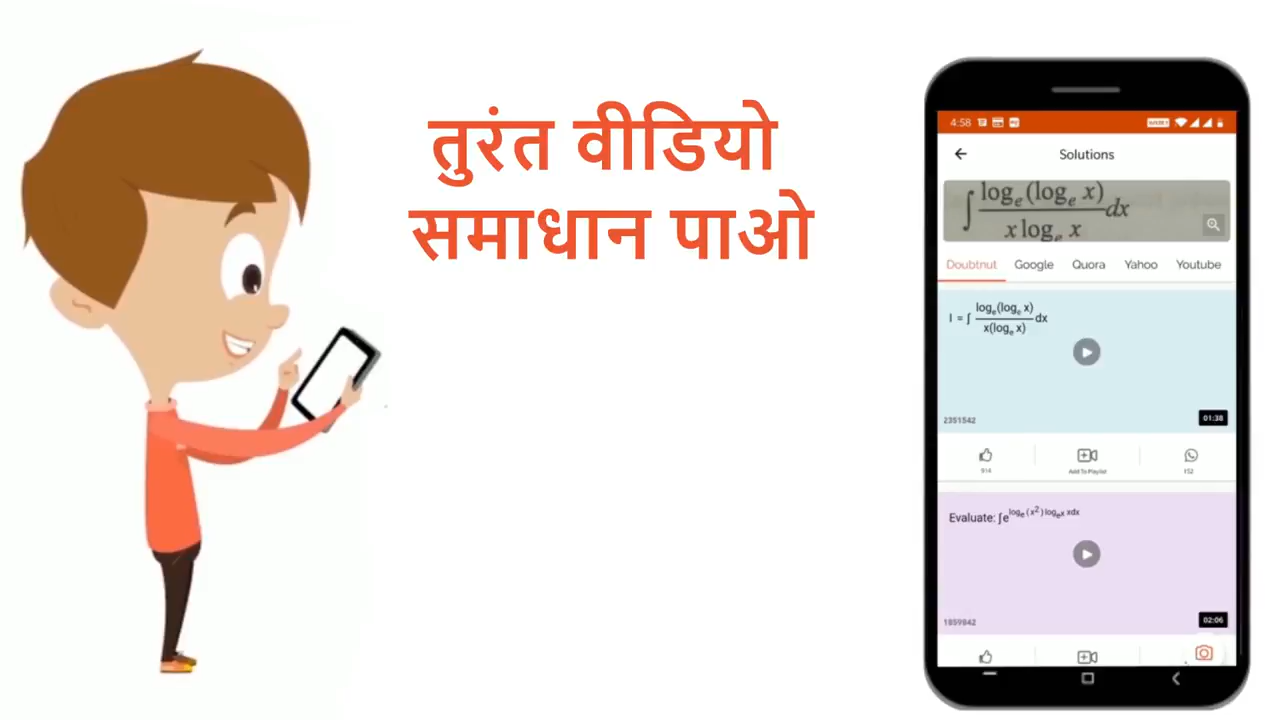 तुरंत वीडियो
समाधान पाओ
4:58
Solutions
∫ logₑ(logₑ x) / x logₑ x dx
Doubtnut Google Quora Yahoo Youtube
I = ∫ logₑ(logₑ x) / x(logₑ x) dx
2351542
01:38
914
Add To Playlist
152
Evaluate: ∫e^logₑ(x²) logₑx xdx
1859842
02:06